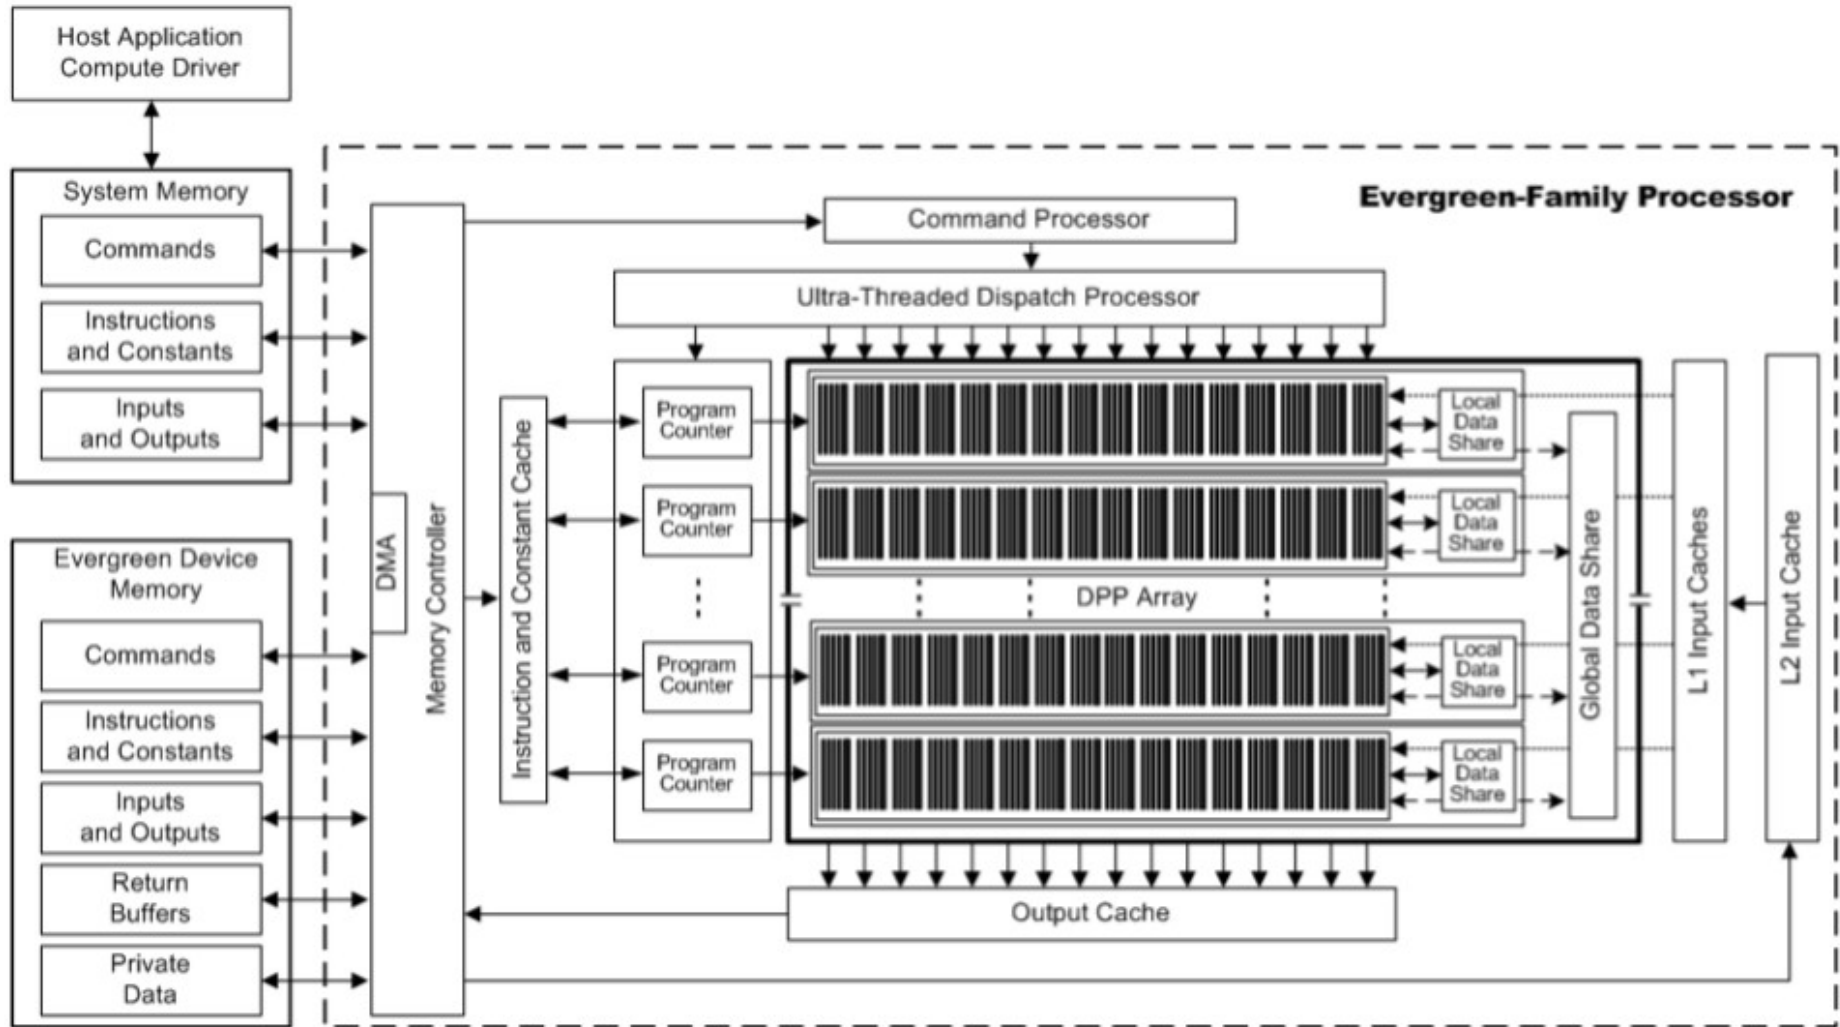 Host Application
Compute Driver
System Memory
Commands
Instructions
and Constants
Inputs
and Outputs
Evergreen Device
Memory
Commands
Instructions
and Constants
Inputs
and Outputs
Return
Buffers
Private
Data
Evergreen-Family Processor
DMA
Memory Controller
Command Processor
Ultra-Threaded Dispatch Processor
Instruction and Constant Cache
Program
Counter
Program
Counter
Program
Counter
Program
Counter
Local
Data
Share
Local
Data
Share
DPP Array
Local
Data
Share
Local
Data
Share
Global Data Share
L1 Input Caches
L2 Input Cache
Output Cache